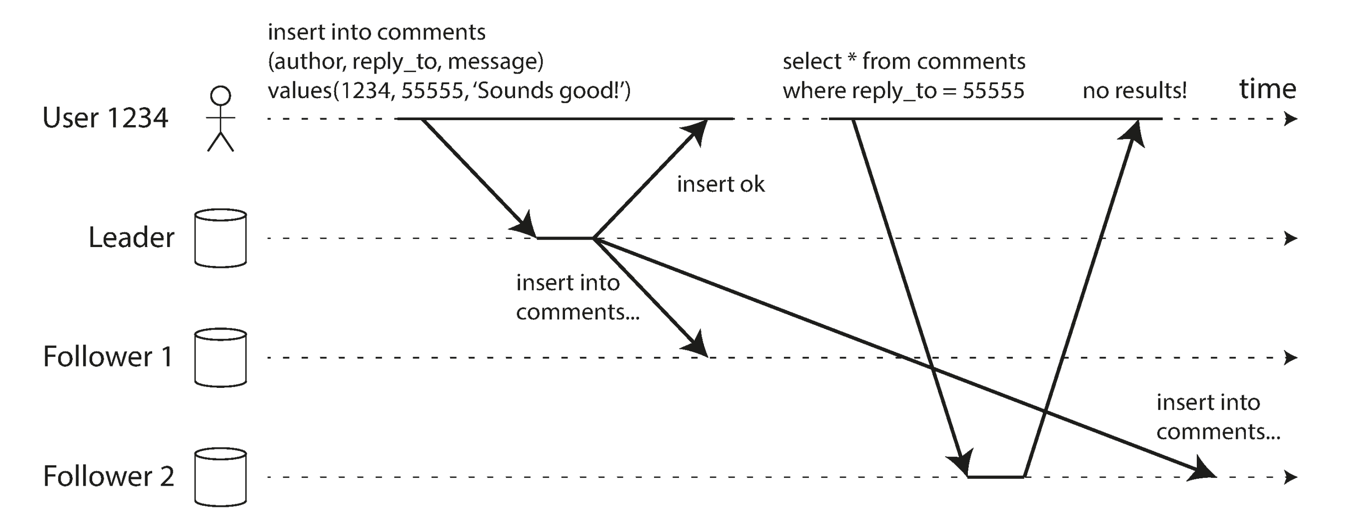 insert into comments
(author, reply_to, message)
values(1234, 55555, ‘Sounds good!’)
select * from comments
where reply_to = 55555
no results!
time
User 1234
insert ok
Leader
insert into
comments...
Follower 1
insert into
comments...
Follower 2